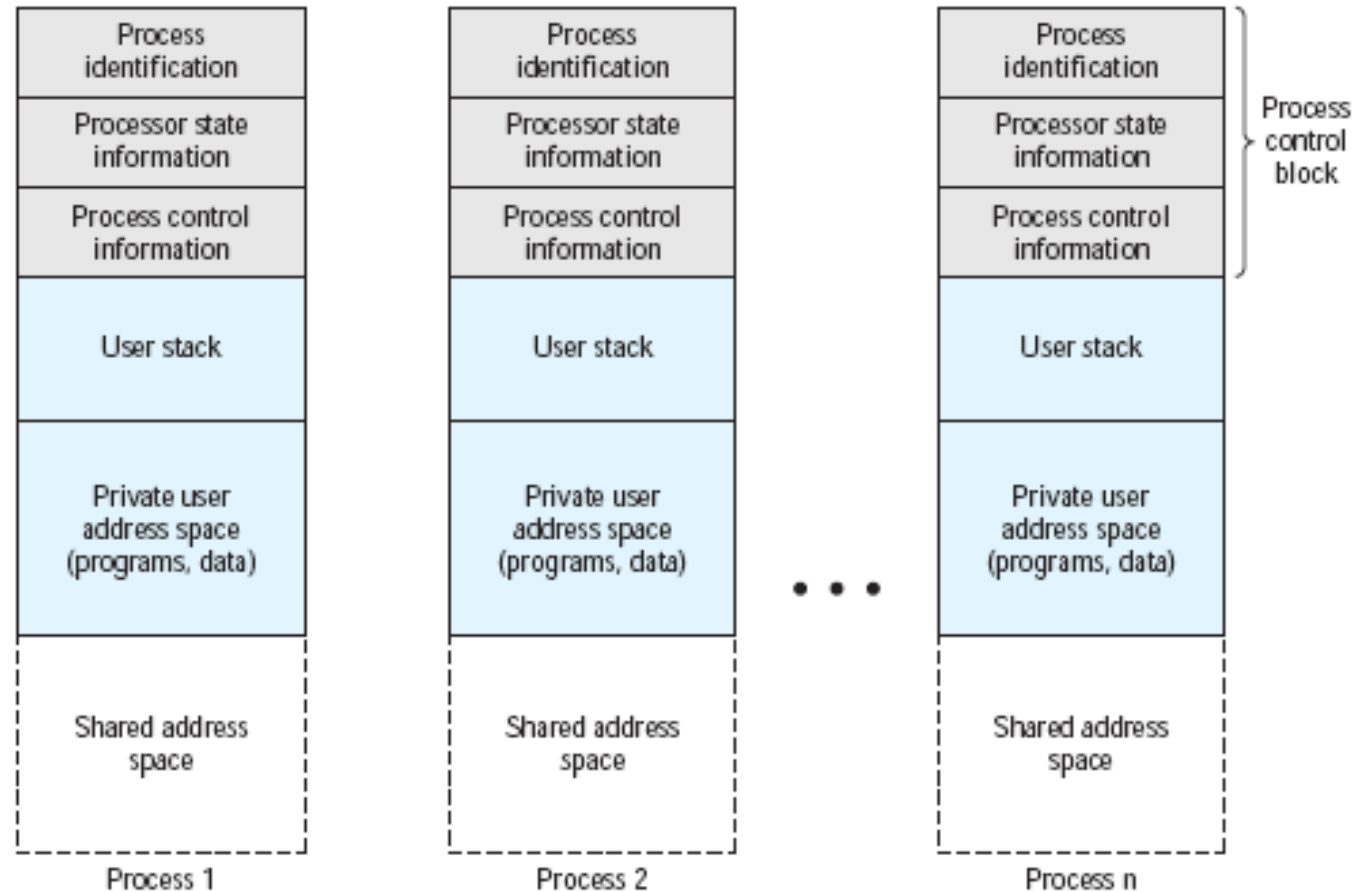 Process
identification
Processor state
information
Process control
information
User stack
Private user
address space
(programs, data)
Shared address
space
Process 1
Process
identification
Processor state
information
Process control
information
User stack
Private user
address space
(programs, data)
Shared address
space
Process 2
Process
identification
Processor state
information
Process control
information
User stack
Private user
address space
(programs, data)
Shared address
space
Process n
Process
control
block